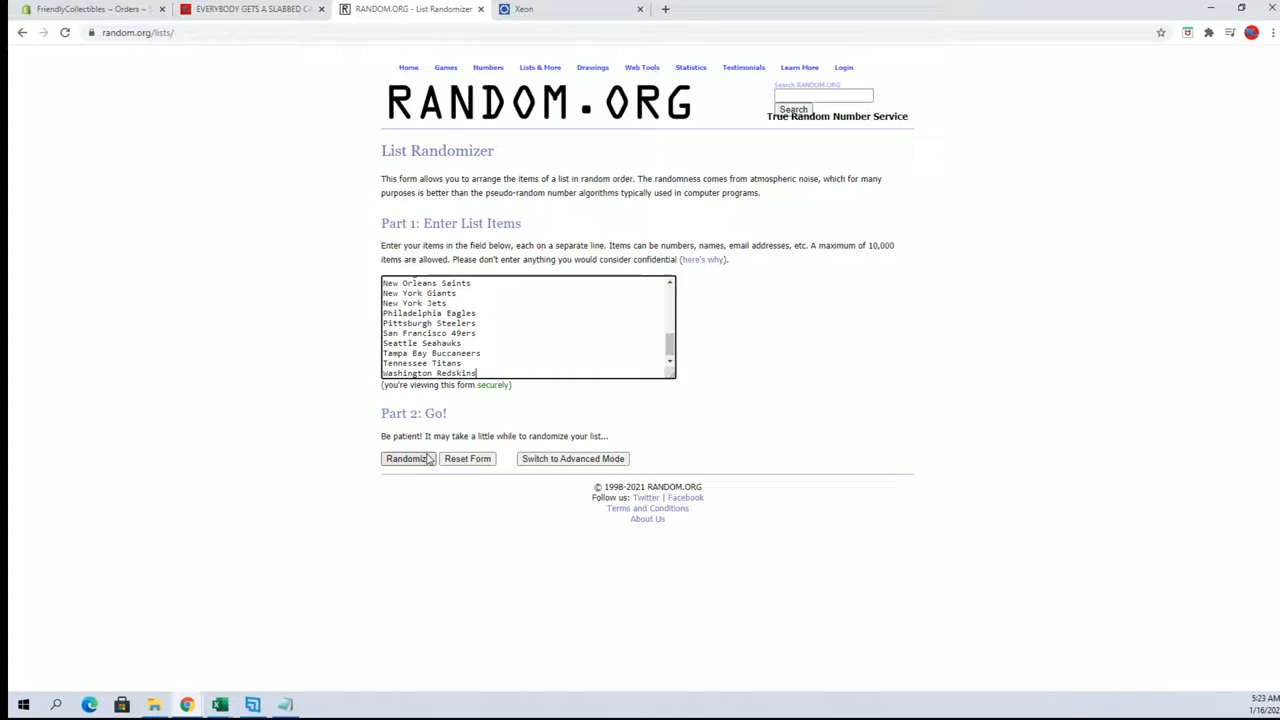 FriendlyCollectibles ~ Orders ~ S
EVERYBODY GETS A SLABBED CA
RANDOM.ORG - List Randomizer
Xeon
random.org/lists/
Home Games Numbers Lists & More Drawings Web Tools Statistics Testimonials Learn More Login
RANDOM.ORG
Search RANDOM.ORG
Search
True Random Number Service
List Randomizer
This form allows you to arrange the items of a list in random order. The randomness comes from atmospheric noise, which for many
purposes is better than the pseudo-random number algorithms typically used in computer programs.
Part 1: Enter List Items
Enter your items in the field below, each on a separate line. Items can be numbers, names, email addresses, etc. A maximum of 10,000
items are allowed. Please don't enter anything you would consider confidential (here's why).
New Orleans Saints
New York Giants
New York Jets
Philadelphia Eagles
Pittsburgh Steelers
San Francisco 49ers
Seattle Seahawks
Tampa Bay Buccaneers
Tennessee Titans
Washington Redskins
(you're viewing this form securely)
Part 2: Go!
Be patient! It may take a little while to randomize your list...
Randomize Reset Form Switch to Advanced Mode
© 1998-2021 RANDOM.ORG
Follow us: Twitter | Facebook
Terms and Conditions
About Us
5:23 AM
1/16/202